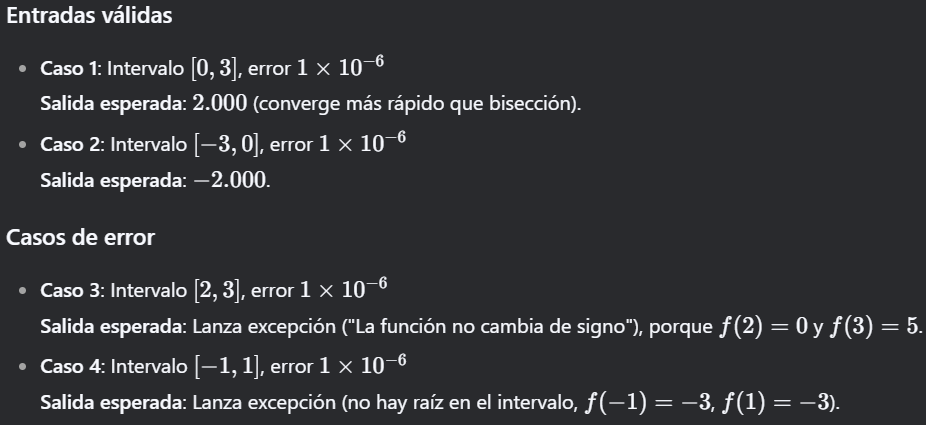 Entradas válidas
• Caso 1: Intervalo [0, 3], error 1 × 10⁻⁶
Salida esperada: 2.000 (converge más rápido que bisección).
• Caso 2: Intervalo [−3, 0], error 1 × 10⁻⁶
Salida esperada: −2.000.
Casos de error
• Caso 3: Intervalo [2, 3], error 1 × 10⁻⁶
Salida esperada: Lanza excepción ("La función no cambia de signo"), porque f(2) = 0 y f(3) = 5.
• Caso 4: Intervalo [−1, 1], error 1 × 10⁻⁶
Salida esperada: Lanza excepción (no hay raíz en el intervalo, f(−1) = −3, f(1) = −3).